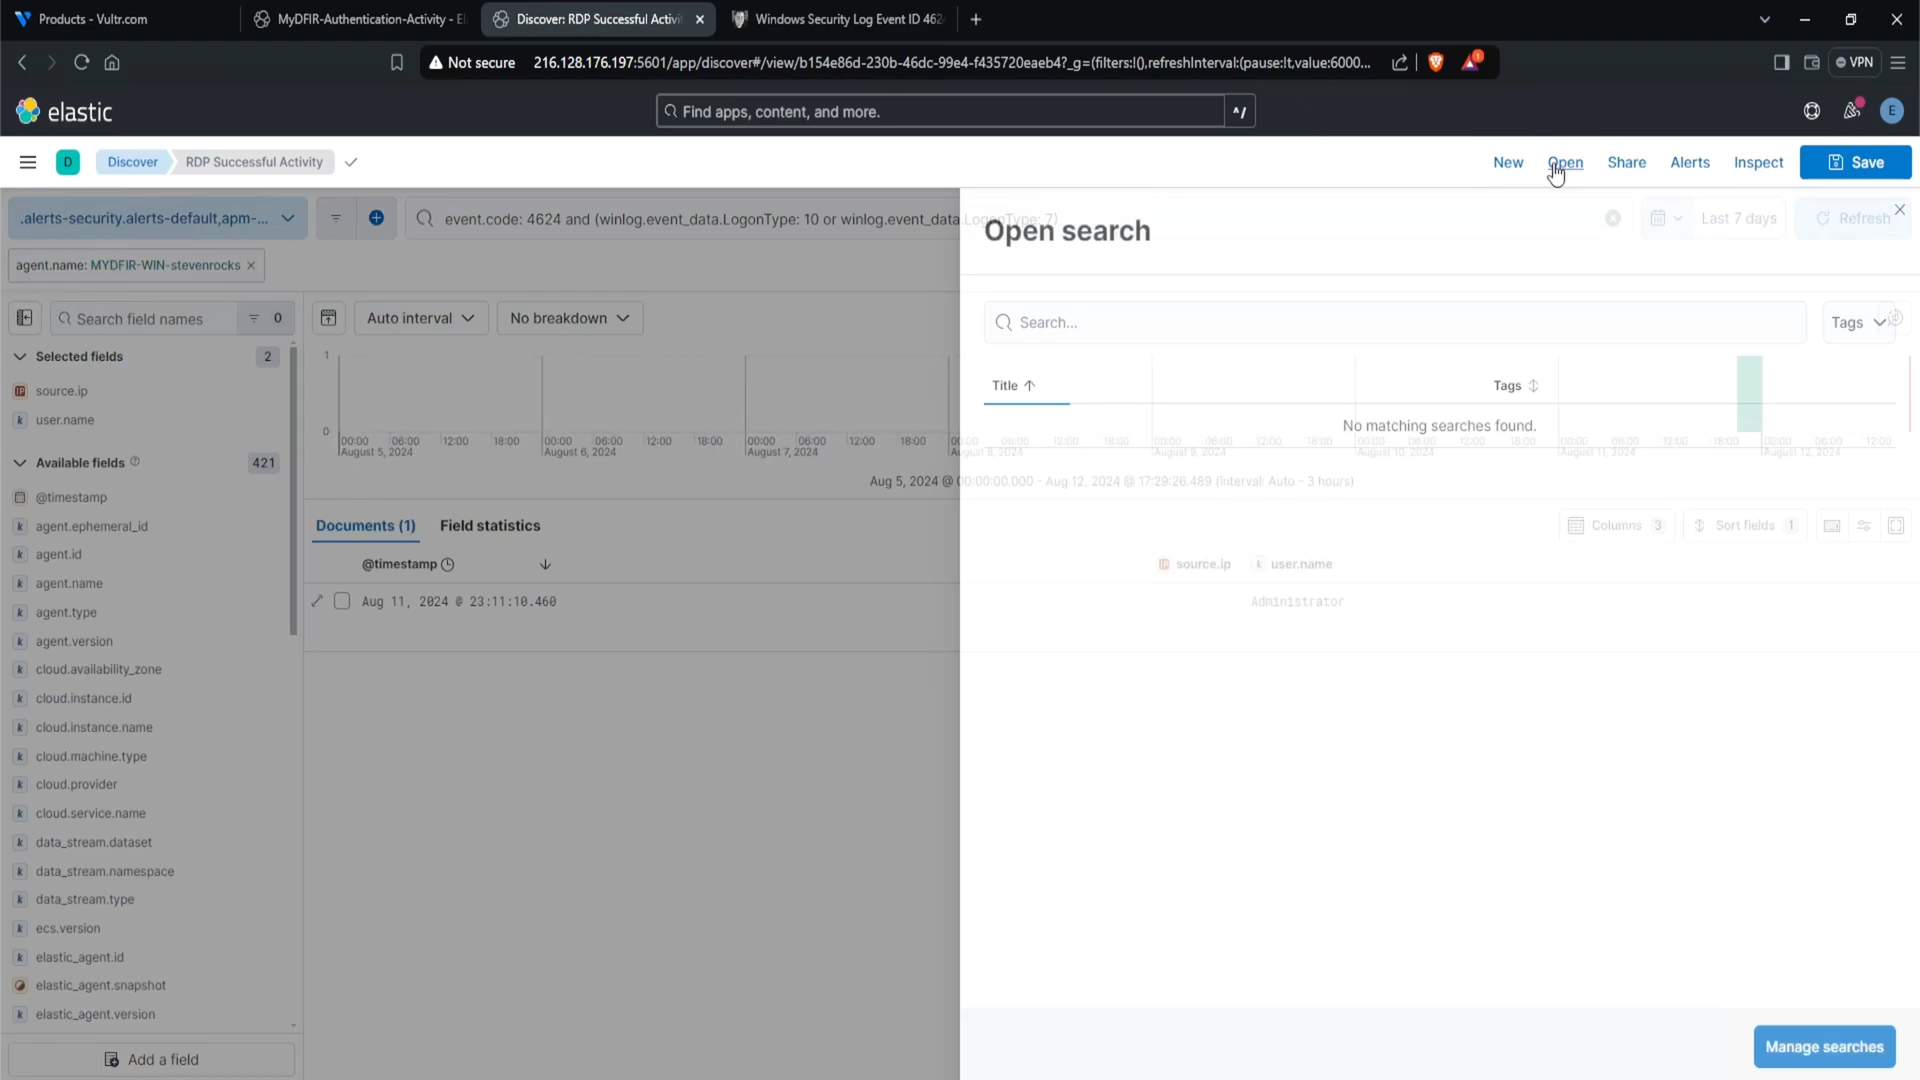 Products - Vultr.com
MyDFIR-Authentication-Activity - El
Discover: RDP Successful Activi
Windows Security Log Event ID 462
Not secure
216.128.176.197:5601/app/discover#/view/b154e86d-230b-46dc-99e4-f435720eaeb4?_g=(filters:!(),refreshInterval:(pause:!t,value:6000...
1
VPN
elastic
Find apps, content, and more.
^/
E
D
Discover
RDP Successful Activity
New
Open
Share
Alerts
Inspect
Save
.alerts-security.alerts-default,apm-...
event.code: 4624 and (winlog.event_data.LogonType: 10 or winlog.event_data.LogonType: 7)
Last 7 days
Refresh
Open search
agent.name: MYDFIR-WIN-stevenrocks
Search field names
0
Auto interval
No breakdown
Search...
Tags
Selected fields
2
source.ip
user.name
Available fields
421
@timestamp
agent.ephemeral_id
agent.id
agent.name
agent.type
agent.version
cloud.availability_zone
cloud.instance.id
cloud.instance.name
cloud.machine.type
cloud.provider
cloud.service.name
data_stream.dataset
data_stream.namespace
data_stream.type
ecs.version
elastic_agent.id
elastic_agent.snapshot
elastic_agent.version
Add a field
1
0
Title
Tags
No matching searches found.
00:00 06:00 12:00 18:00 00:00 06:00 12:00 18:00 00:00 06:00 12:00 18:00 00:00 06:00 12:00 18:00 00:00 06:00 12:00 18:00 00:00 06:00 12:00 18:00 00:00 06:00 12:00 18:00 00:00 06:00 12:00
August 5, 2024 August 6, 2024 August 7, 2024 August 8, 2024 August 9, 2024 August 10, 2024 August 11, 2024 August 12, 2024
Aug 5, 2024 @ 00:00:00.000 - Aug 12, 2024 @ 17:29:26.489 (interval: Auto - 3 hours)
Documents (1)
Field statistics
Columns 3
Sort fields 1
@timestamp
source.ip
user.name
Aug 11, 2024 @ 23:11:10.460
Administrator
Manage searches